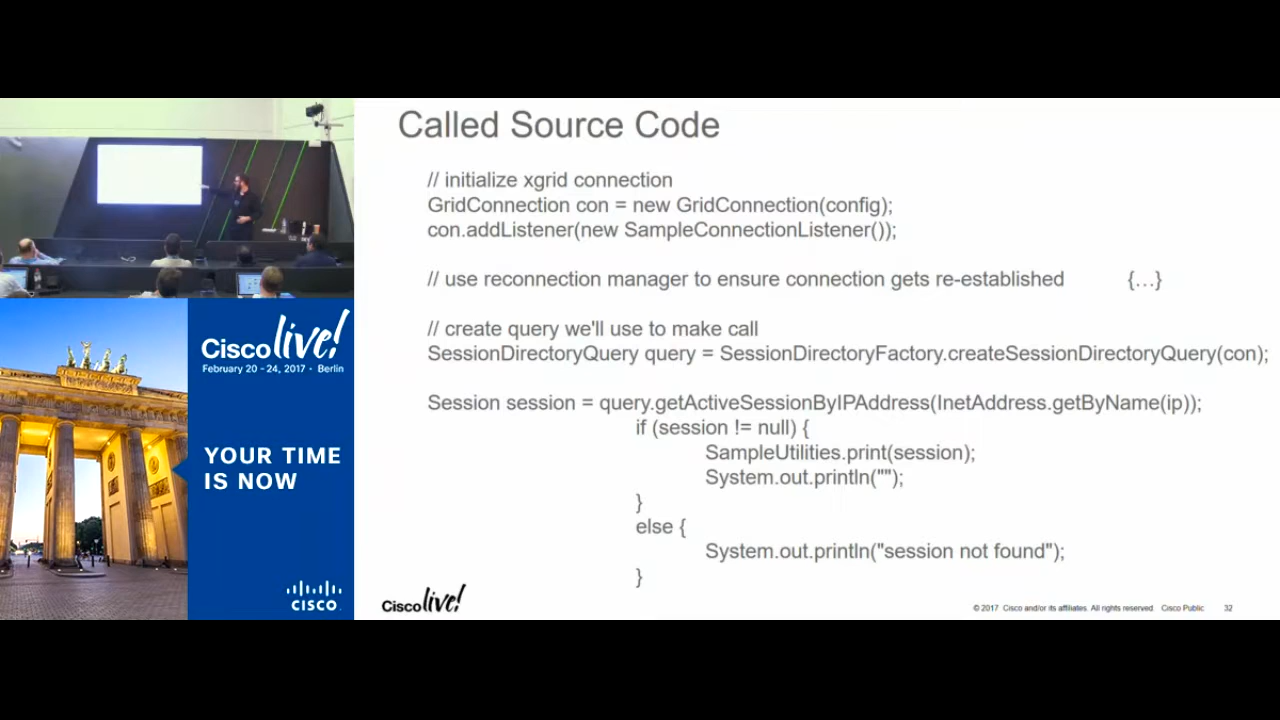 Called Source Code
// initialize xgrid connection
GridConnection con = new GridConnection(config);
con.addListener(new SampleConnectionListener());
// use reconnection manager to ensure connection gets re-established {…}
// create query we'll use to make call
SessionDirectoryQuery query = SessionDirectoryFactory.createSessionDirectoryQuery(con);
Session session = query.getActiveSessionByIPAddress(InetAddress.getByName(ip));
if (session != null) {
SampleUtilities.print(session);
System.out.println("");
}
else {
System.out.println("session not found");
}
Cisco live!
© 2017 Cisco and/or its affiliates. All rights reserved. Cisco Public 32
Cisco live!
February 20 - 24, 2017 · Berlin
YOUR TIME
IS NOW
CISCO